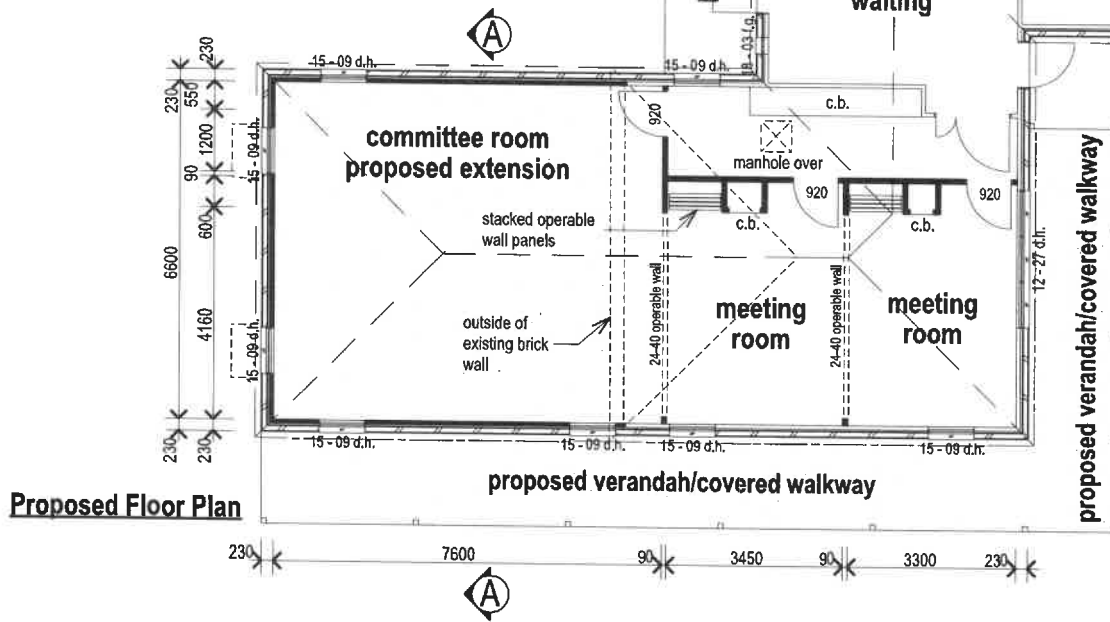 waiting
A
15 - 09 d.h.
15 - 09 d.h.
18 - 03 f.g.
230
230
550
1200
90
600
6600
4160
230
230
15 - 09 d.h.
15 - 09 d.h.
committee room
proposed extension
920
c.b.
manhole over
920
920
stacked operable
wall panels
c.b.
c.b.
24-40 operable wall
24-40 operable wall
meeting
room
meeting
room
outside of
existing brick
wall
12 - 27 d.h.
proposed verandah/covered walkway
15 - 09 d.h.
15 - 09 d.h.
15 - 09 d.h.
15 - 09 d.h.
proposed verandah/covered walkway
Proposed Floor Plan
230
7600
90
3450
90
3300
230
A